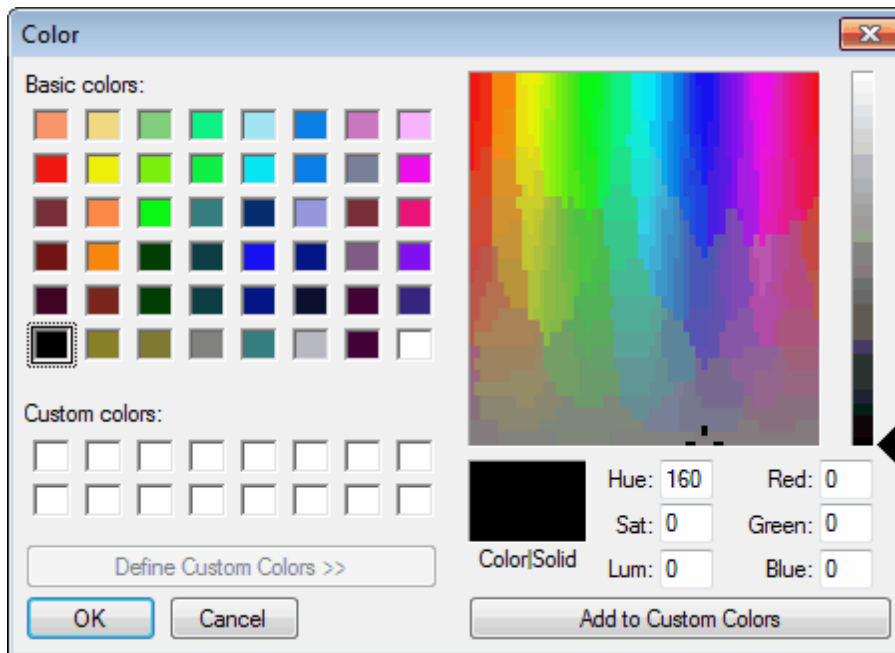 Color
Basic colors:
Custom colors:
Define Custom Colors >>
OK Cancel
Color|Solid
Hue: 160 Red: 0
Sat: 0 Green: 0
Lum: 0 Blue: 0
Add to Custom Colors